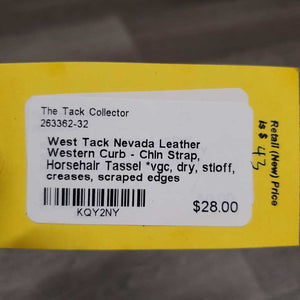 The Tack Collector
263362-32
West Tack Nevada Leather
Western Curb - ChIn Strap,
Horsehair Tassel *vgc, dry, stioff,
creases, scraped edges
KQY2NY
$28.00
Retail (New) Price
is $ 43